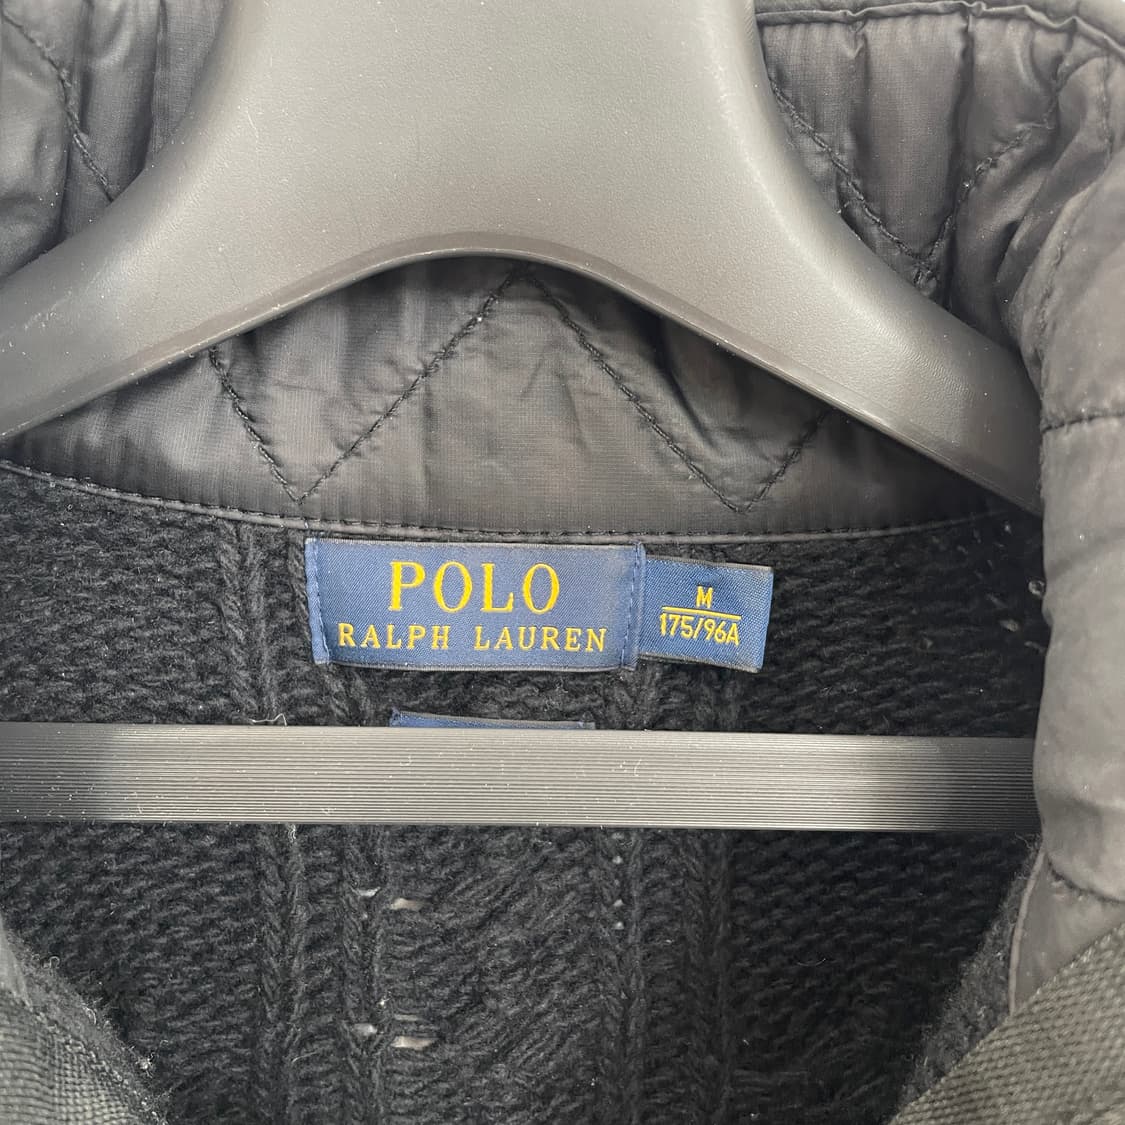 POLO
RALPH LAUREN
M
175/96A